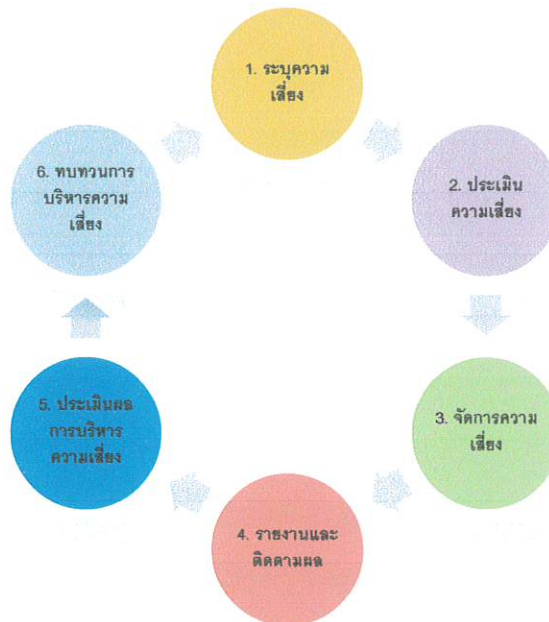 1. ระบุความ
เสี่ยง
2. ประเมิน
ความเสี่ยง
3. จัดการความ
เสี่ยง
4. รายงานและ
ติดตามผล
5. ประเมินผล
การบริหาร
ความเสี่ยง
6. ทบทวนการ
บริหารความ
เสี่ยง